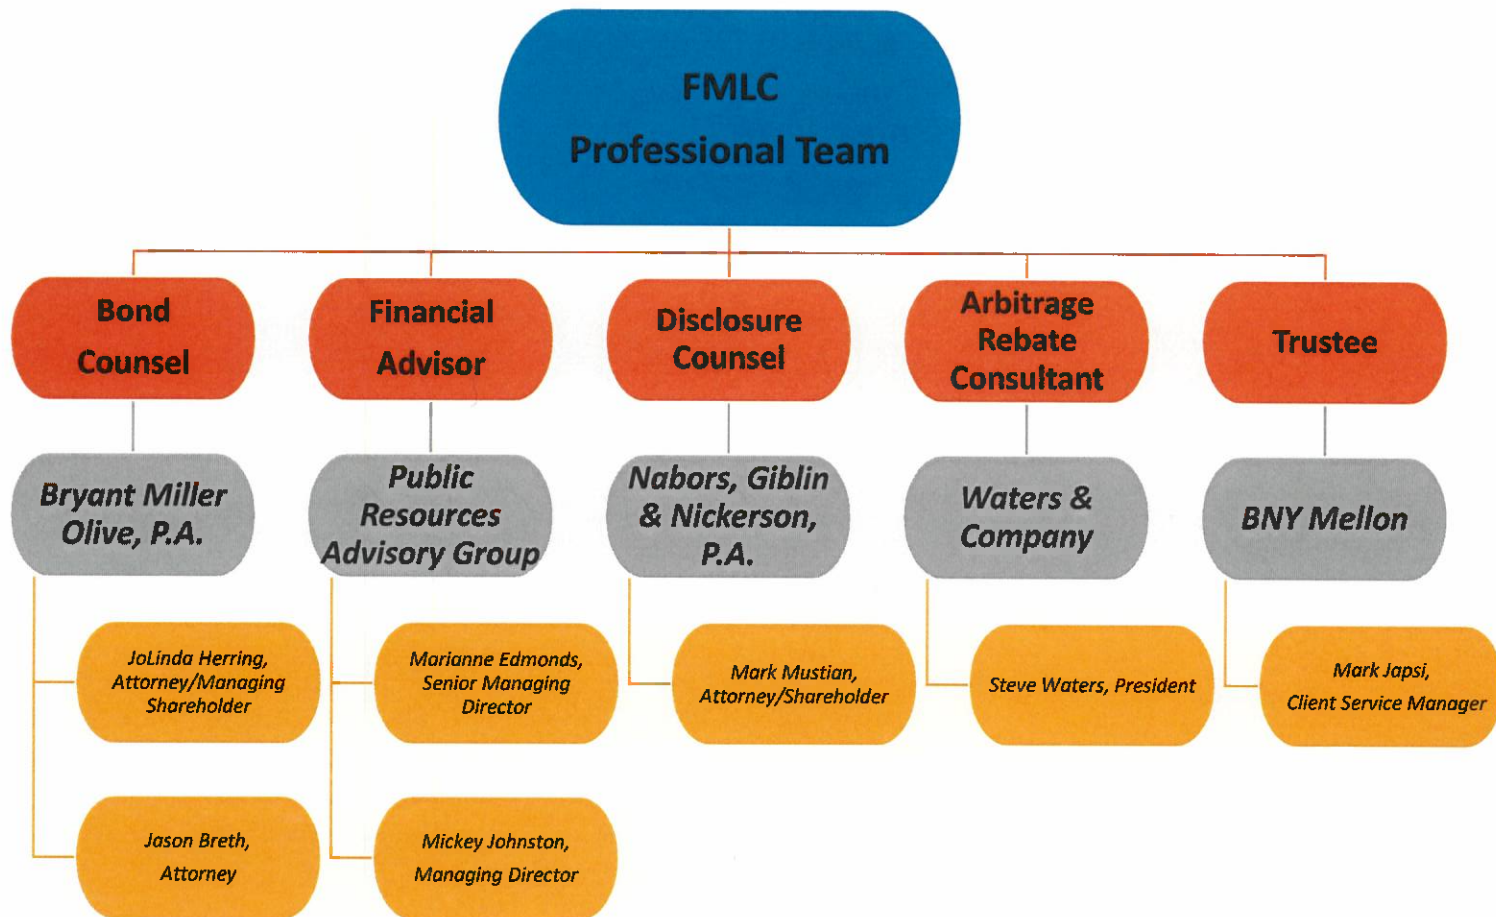 FMLC
Professional Team
Bond
Counsel
Financial
Advisor
Disclosure
Counsel
Arbitrage
Rebate
Consultant
Trustee
Bryant Miller
Olive, P.A.
Public
Resources
Advisory Group
Nabors, Giblin
& Nickerson,
P.A.
Waters &
Company
BNY Mellon
JoLinda Herring,
Attorney/Managing
Shareholder
Marianne Edmonds,
Senior Managing
Director
Mark Mustian,
Attorney/Shareholder
Steve Waters, President
Mark Japsi,
Client Service Manager
Jason Breth,
Attorney
Mickey Johnston,
Managing Director